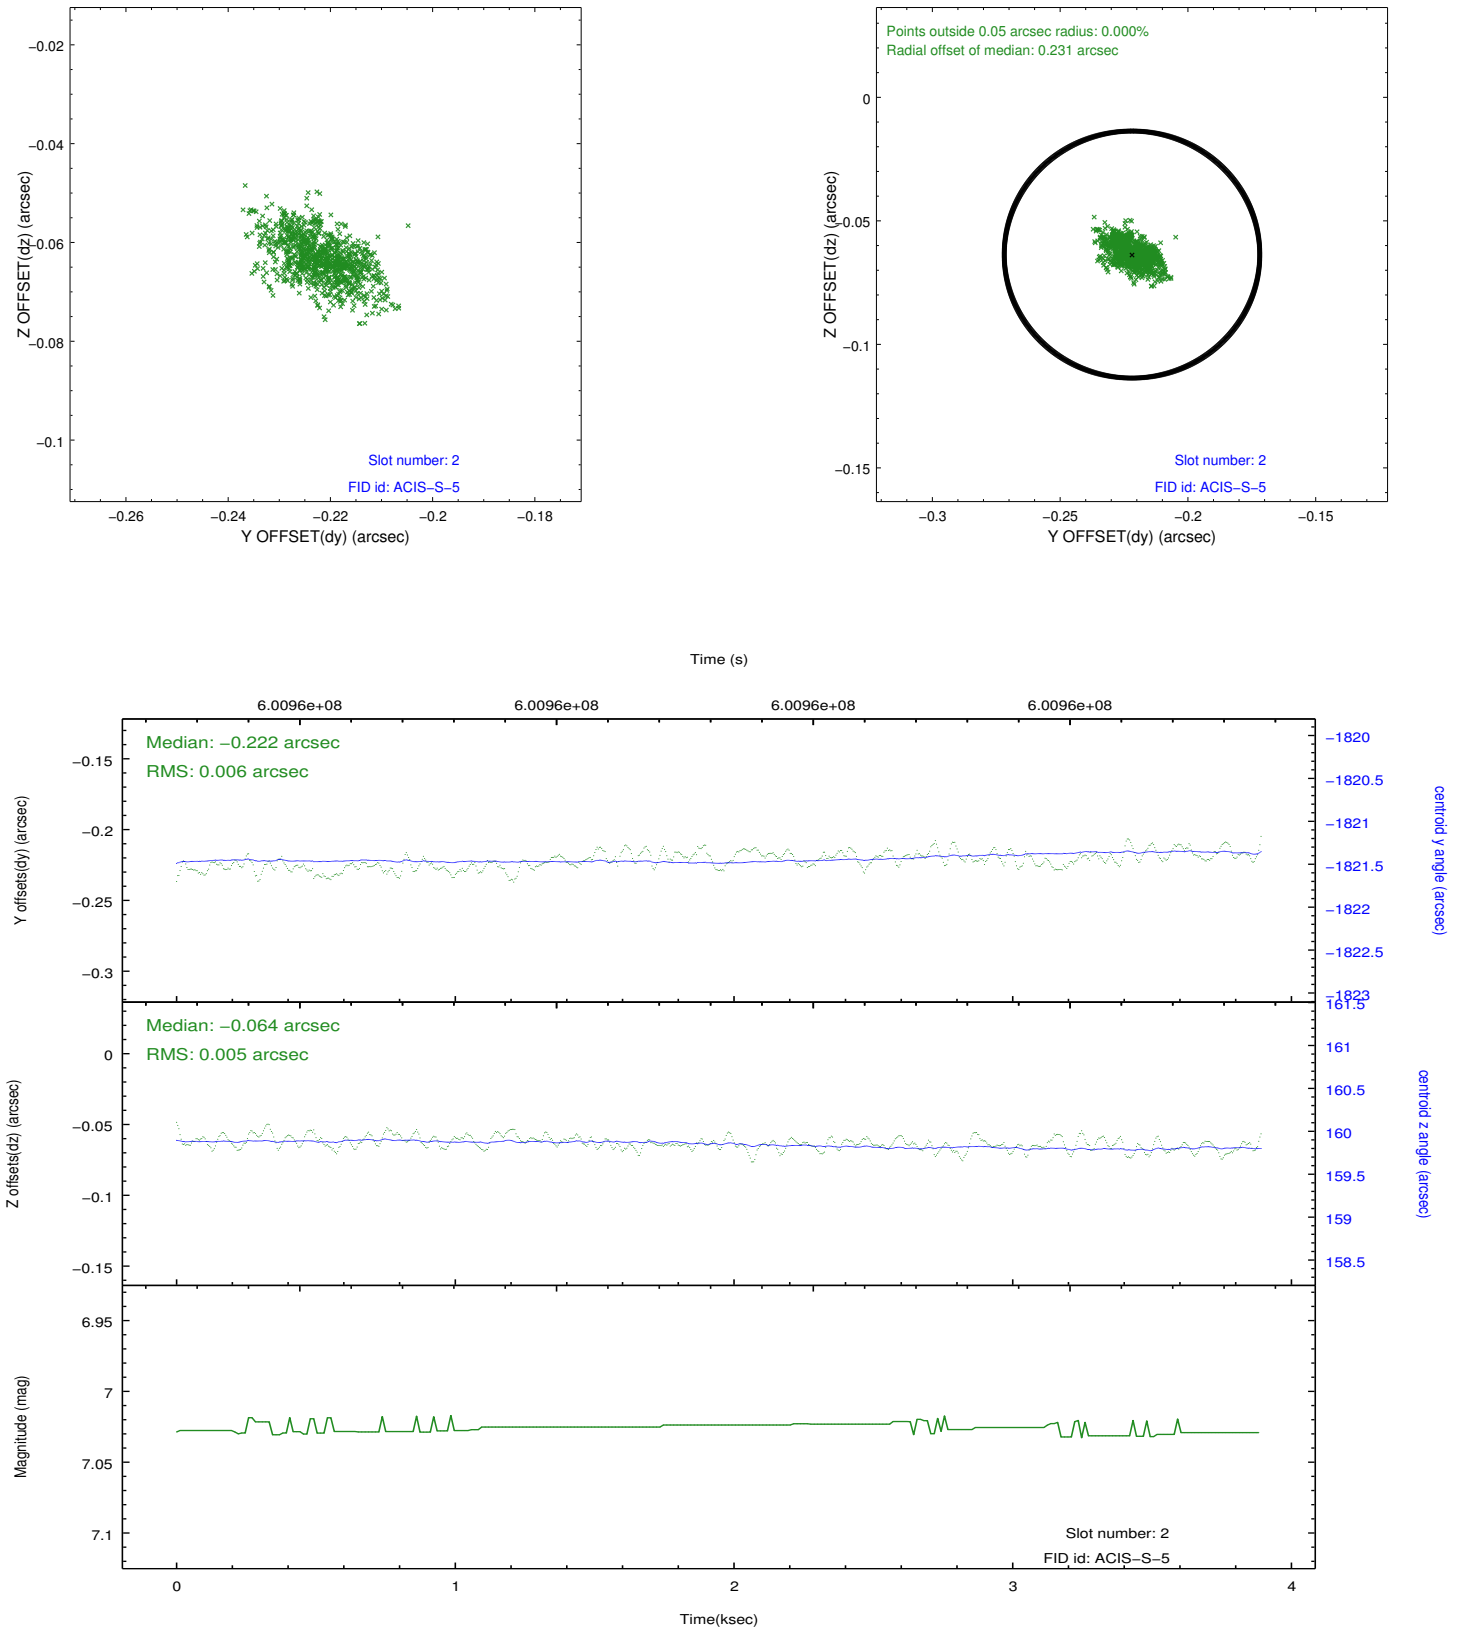 −0.02
−0.04
−0.06
−0.08
−0.1
Z OFFSET(dz) (arcsec)
Slot number: 2
FID id: ACIS−S−5
−0.26
−0.24
−0.22
−0.2
−0.18
Y OFFSET(dy) (arcsec)
Points outside 0.05 arcsec radius: 0.000%
Radial offset of median: 0.231 arcsec
0
−0.05
−0.1
−0.15
Z OFFSET(dz) (arcsec)
Slot number: 2
FID id: ACIS−S−5
−0.3
−0.25
−0.2
−0.15
Y OFFSET(dy) (arcsec)
Time (s)
6.0096e+08
6.0096e+08
6.0096e+08
6.0096e+08
Median: −0.222 arcsec
RMS: 0.006 arcsec
−0.15
−0.2
−0.25
−0.3
Y offsets(dy) (arcsec)
−1820
−1820.5
−1821
−1821.5
−1822
−1822.5
−1823
centroid y angle (arcsec)
Median: −0.064 arcsec
RMS: 0.005 arcsec
0
−0.05
−0.1
−0.15
Z offsets(dz) (arcsec)
161.5
161
160.5
160
159.5
159
158.5
centroid z angle (arcsec)
6.95
7
7.05
7.1
Magnitude (mag)
Slot number: 2
FID id: ACIS−S−5
0
1
2
3
4
Time(ksec)